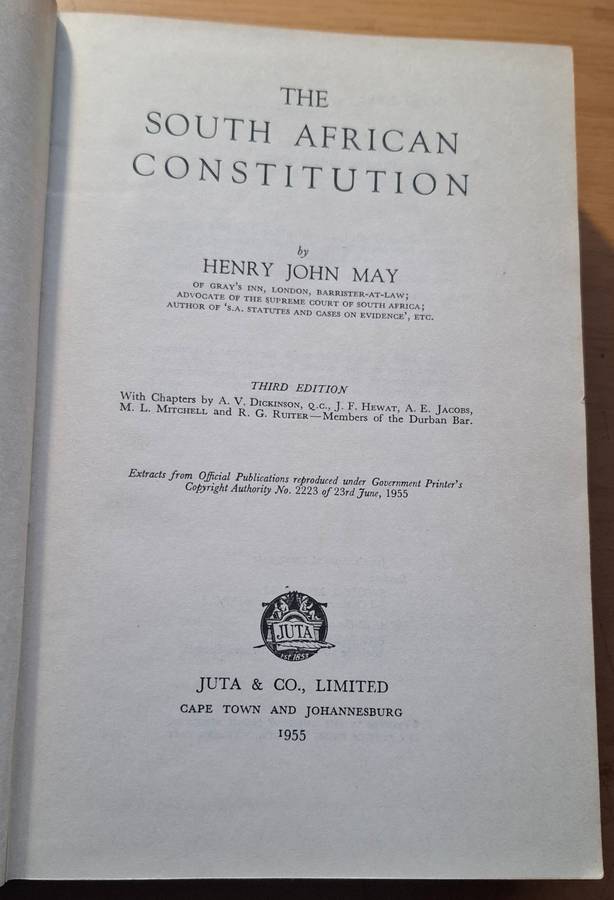 THE
SOUTH AFRICAN
CONSTITUTION
by
HENRY JOHN MAY
OF GRAY'S INN, LONDON, BARRISTER-AT-LAW;
ADVOCATE OF THE SUPREME COURT OF SOUTH AFRICA;
AUTHOR OF 'S.A. STATUTES AND CASES ON EVIDENCE', ETC.
THIRD EDITION
With Chapters by A. V. DICKINSON, Q.C., J. F. HEWAT, A. E. JACOBS,
M. L. MITCHELL and R. G. RUITER—Members of the Durban Bar.
Extracts from Official Publications reproduced under Government Printer's
Copyright Authority No. 2223 of 23rd June, 1955
JUTA
EST. 1853
JUTA & CO., LIMITED
CAPE TOWN AND JOHANNESBURG
1955